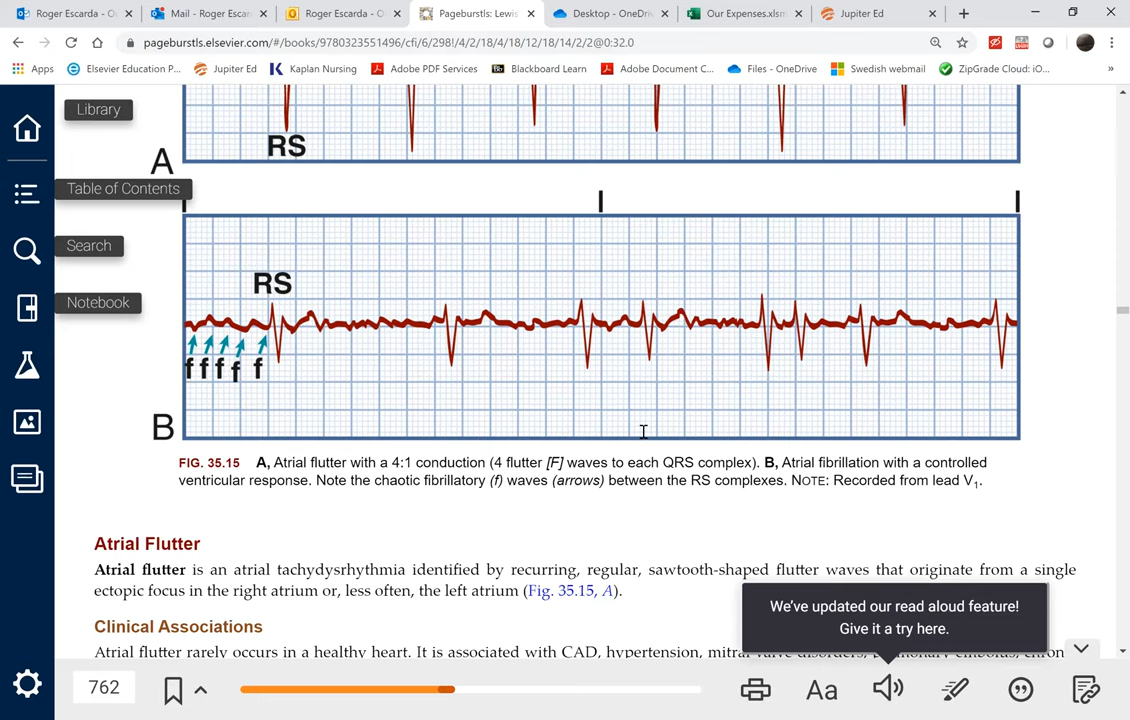 Roger Escarda - O
Mail - Roger Escar
Roger Escarda - O
Pageburstls: Lewis
Desktop - OneDriv
Our Expenses.xlsm
Jupiter Ed
pageburstls.elsevier.com/#/books/9780323551496/cfi/6/298!/4/2/18/4/18/12/18/14/2/2@0:32.0
Apps
Elsevier Education P...
Jupiter Ed
Kaplan Nursing
Adobe PDF Services
Blackboard Learn
Adobe Document C...
Files - OneDrive
Swedish webmail
ZipGrade Cloud: iO...
»
Library
RS
A
Table of Contents
Search
RS
Notebook
f f f f f
B
FIG. 35.15 A, Atrial flutter with a 4:1 conduction (4 flutter [F] waves to each QRS complex). B, Atrial fibrillation with a controlled
ventricular response. Note the chaotic fibrillatory (f) waves (arrows) between the RS complexes. NOTE: Recorded from lead V1.
Atrial Flutter
Atrial flutter is an atrial tachydysrhythmia identified by recurring, regular, sawtooth-shaped flutter waves that originate from a single
ectopic focus in the right atrium or, less often, the left atrium (Fig. 35.15, A).
We've updated our read aloud feature!
Give it a try here.
Clinical Associations
Atrial flutter rarely occurs in a healthy heart. It is associated with CAD, hypertension, mitral valve disorders, pulmonary embolus, chron
762
Aa